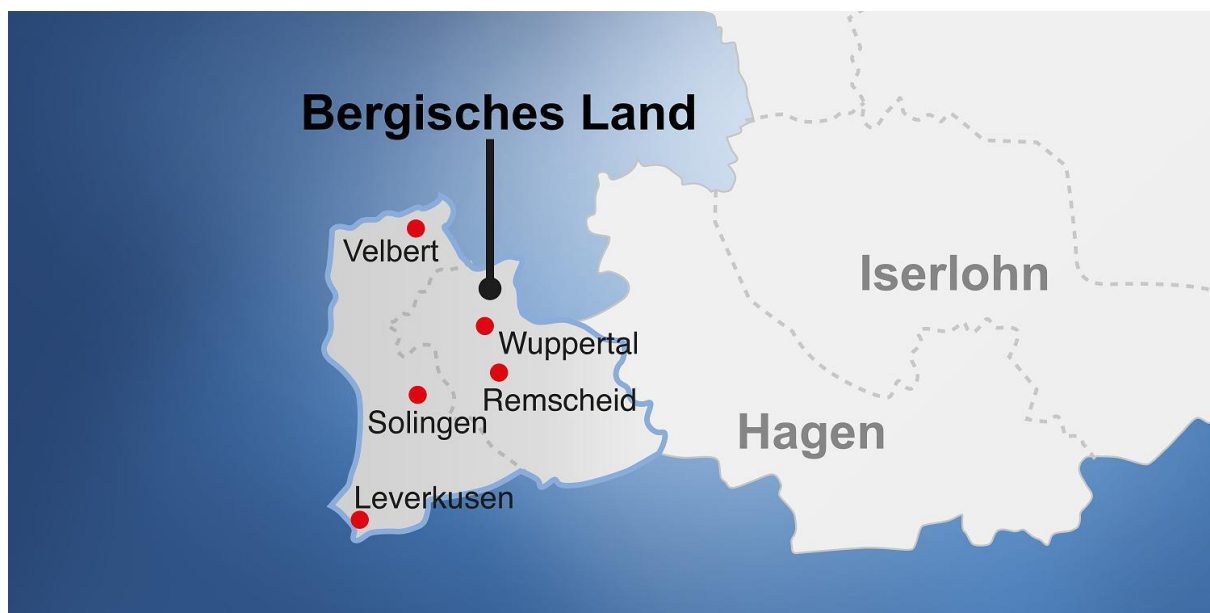 Bergisches Land
Velbert
Iserlohn
Wuppertal
Remscheid
Solingen
Hagen
Leverkusen